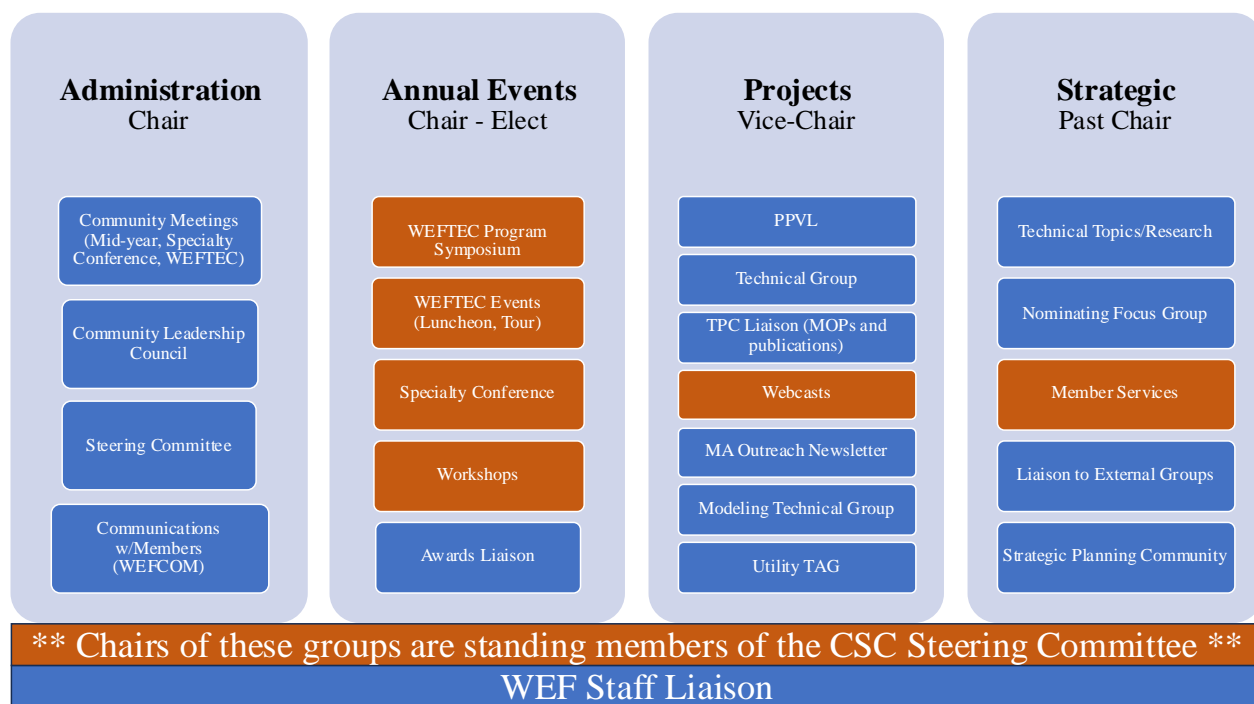 Administration
Chair
Community Meetings
(Mid-year, Specialty
Conference, WEFTEC)
Community Leadership
Council
Steering Committee
Communications
w/Members
(WEFCOM)
Annual Events
Chair - Elect
WEFTEC Program
Symposium
WEFTEC Events
(Luncheon, Tour)
Specialty Conference
Workshops
Awards Liaison
Projects
Vice-Chair
PPVL
Technical Group
TPC Liaison (MOPs and
publications)
Webcasts
MA Outreach Newsletter
Modeling Technical Group
Utility TAG
Strategic
Past Chair
Technical Topics/Research
Nominating Focus Group
Member Services
Liaison to External Groups
Strategic Planning Community
** Chairs of these groups are standing members of the CSC Steering Committee **
WEF Staff Liaison